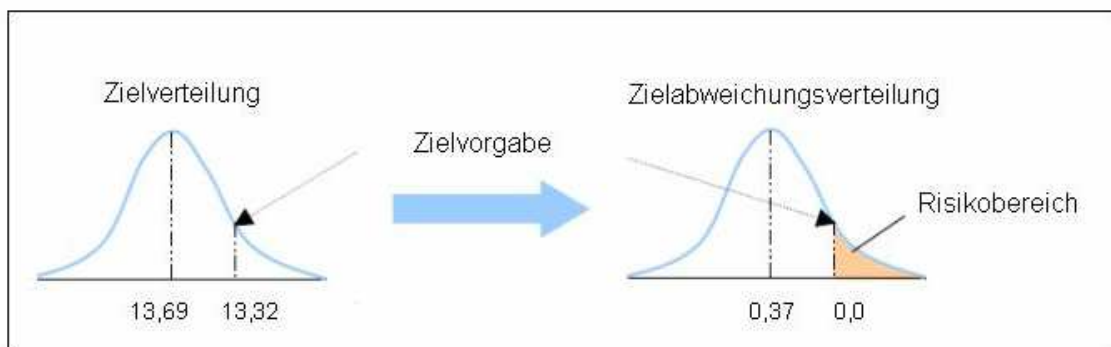 Zielverteilung
Zielabweichungsverteilung
Zielvorgabe
Risikobereich
13,69 13,32
0,37 0,0